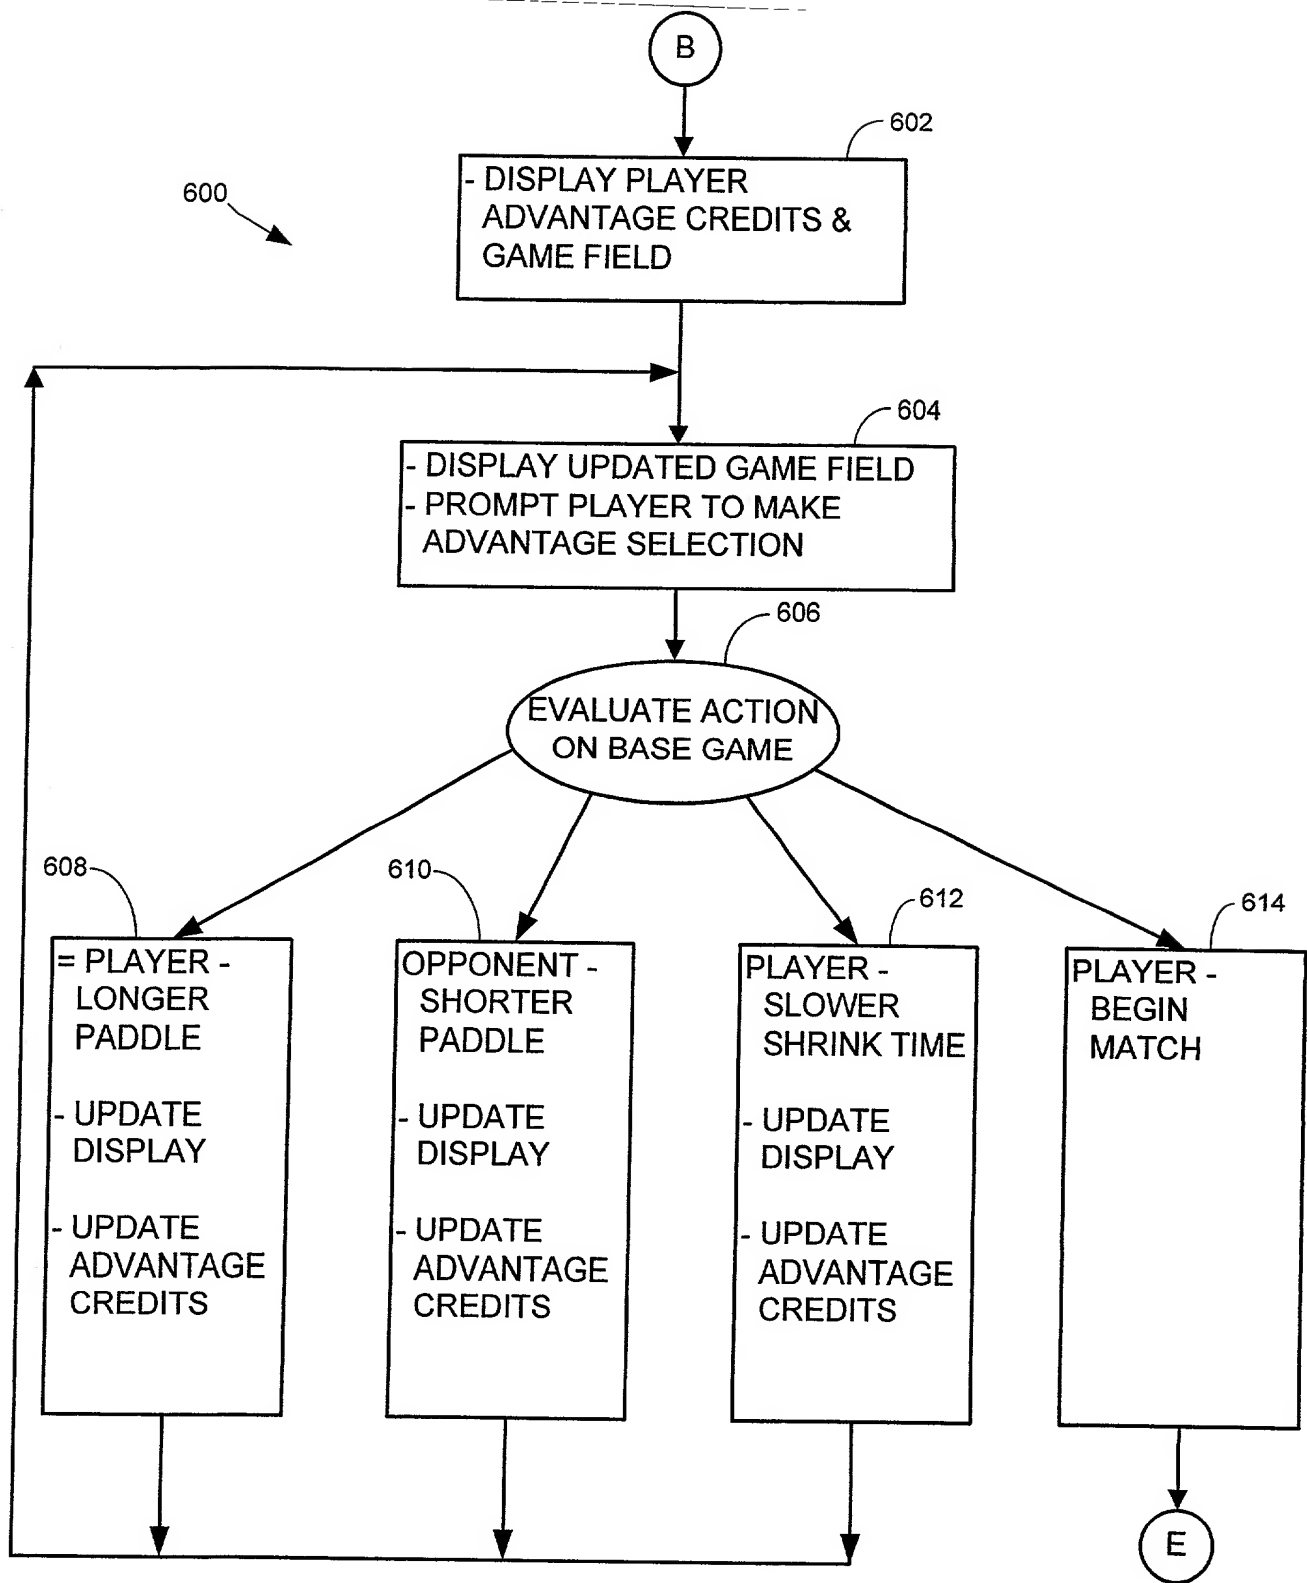 B
602
- DISPLAY PLAYER
ADVANTAGE CREDITS &
GAME FIELD
600
604
- DISPLAY UPDATED GAME FIELD
- PROMPT PLAYER TO MAKE
ADVANTAGE SELECTION
606
EVALUATE ACTION
ON BASE GAME
608
= PLAYER -
LONGER
PADDLE
- UPDATE
DISPLAY
- UPDATE
ADVANTAGE
CREDITS
610
OPPONENT -
SHORTER
PADDLE
- UPDATE
DISPLAY
- UPDATE
ADVANTAGE
CREDITS
612
PLAYER -
SLOWER
SHRINK TIME
- UPDATE
DISPLAY
- UPDATE
ADVANTAGE
CREDITS
614
PLAYER -
BEGIN
MATCH
E